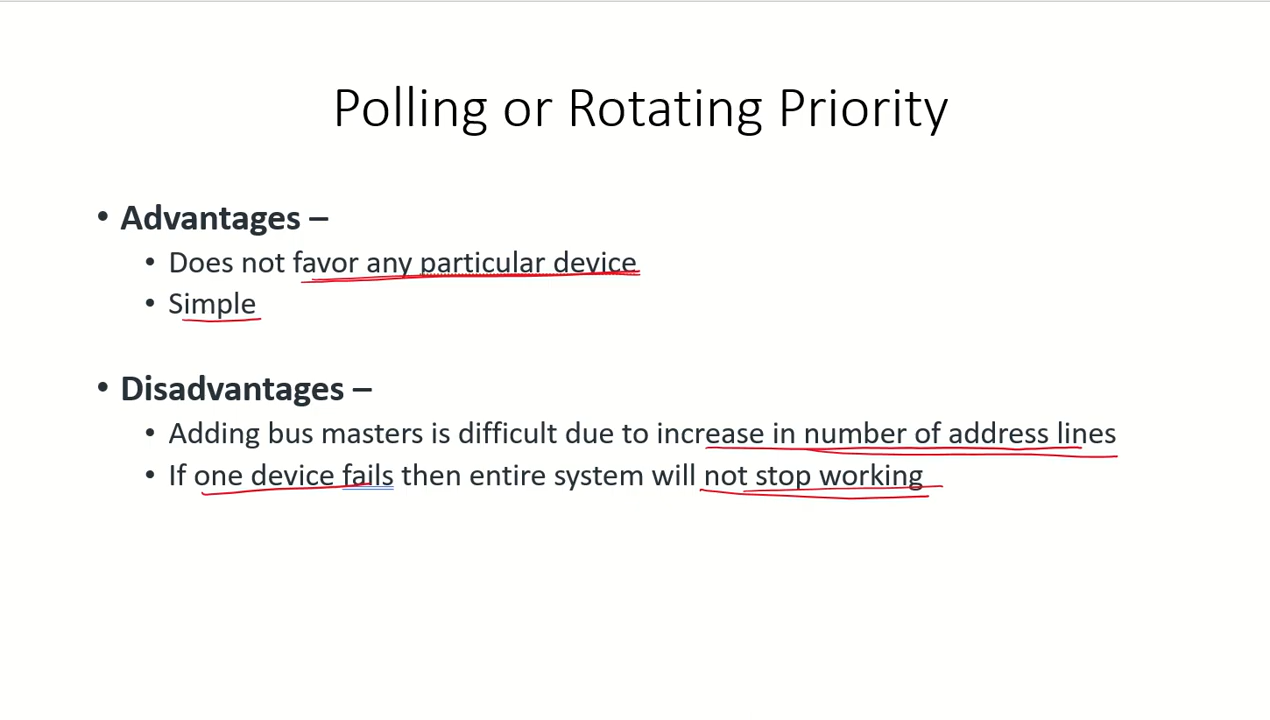 Polling or Rotating Priority
• Advantages –
• Does not favor any particular device
• Simple
• Disadvantages –
• Adding bus masters is difficult due to increase in number of address lines
• If one device fails then entire system will not stop working